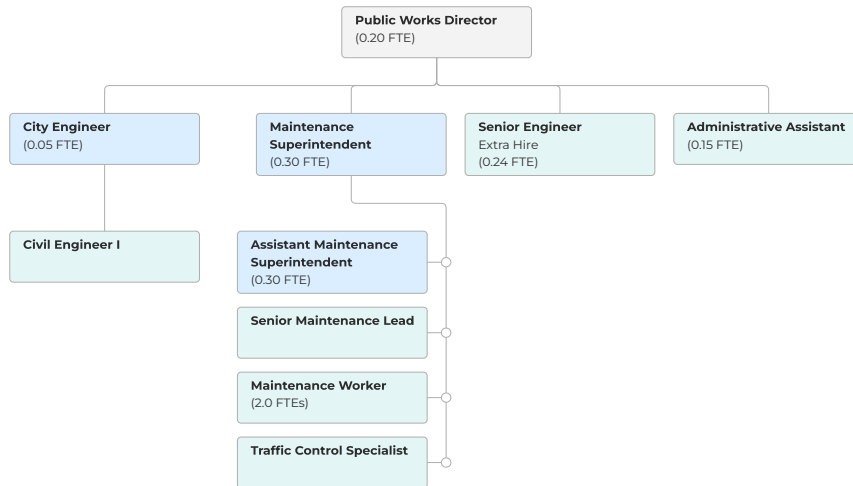 Public Works Director
(0.20 FTE)
City Engineer
(0.05 FTE)
Maintenance
Superintendent
(0.30 FTE)
Senior Engineer
Extra Hire
(0.24 FTE)
Administrative Assistant
(0.15 FTE)
Civil Engineer I
Assistant Maintenance
Superintendent
(0.30 FTE)
Senior Maintenance Lead
Maintenance Worker
(2.0 FTEs)
Traffic Control Specialist